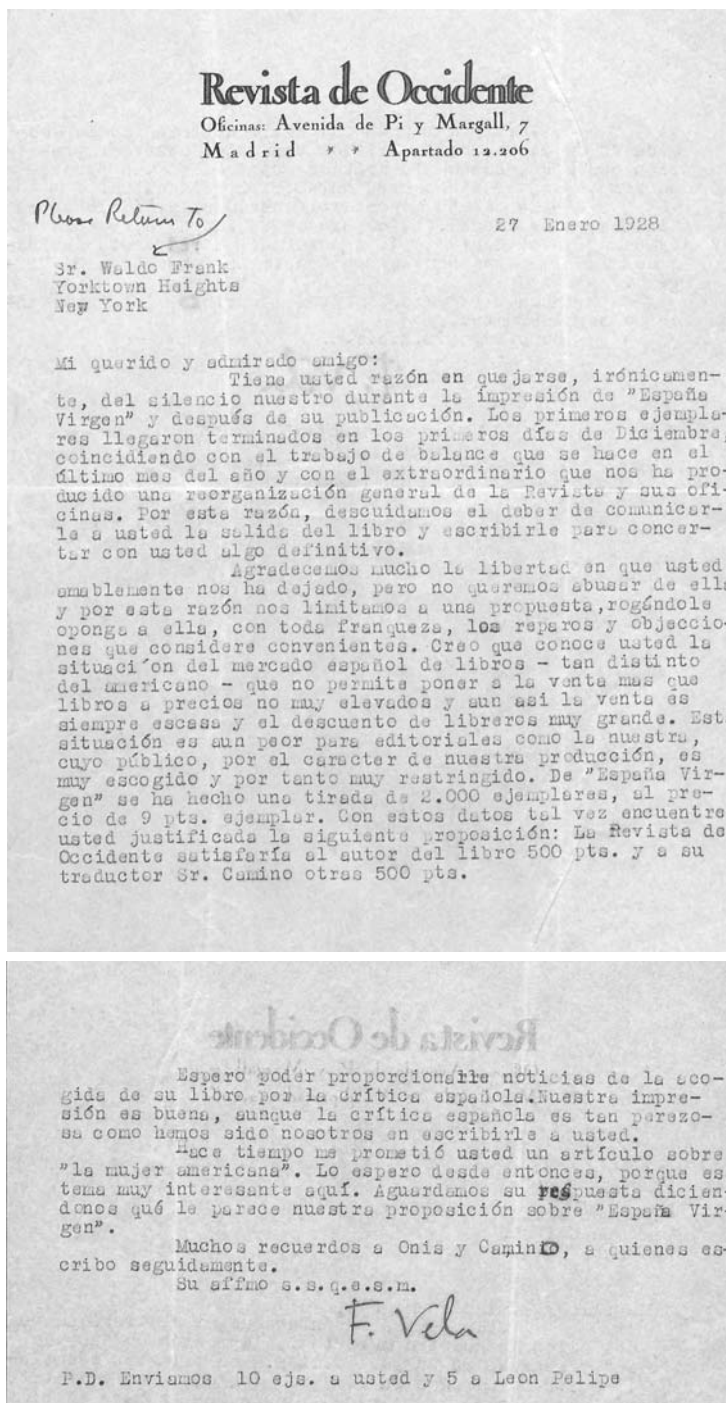 Revista de Occidente
Oficinas: Avenida de Pi y Margall, 7
Madrid * * Apartado 12.206
Please Return To
27 Enero 1928
Sr. Waldo Frank
Yorktown Heights
New York
Mi querido y admirado amigo:
Tiene usted razón en quejarse, irónicamen-
te, del silencio nuestro durante la impresión de "España
Virgen" y después de su publicación. Los primeros ejempla-
res llegaron terminados en los primeros días de Diciembre,
coincidiendo con el trabajo de balance que se hace en el
último mes del año y con el extraordinario que nos ha pro-
ducido una reorganización general de la Revista y sus ofi-
cinas. Por esta razón, descuidamos el deber de comunicar-
le a usted la salida del libro y escribirle para concer-
tar con usted algo definitivo.
Agradecemos mucho la libertad en que usted
amablemente nos ha dejado, pero no queremos abusar de ella
y por esta razón nos limitamos a una propuesta,rogándole
oponga a ella, con toda franqueza, los reparos y objeccio-
nes que considere convenientes. Creo que conoce usted la
situaci´on del mercado español de libros - tan distinto
del americano - que no permite poner a la venta mas que
libros a precios no muy elevados y aun asi la venta es
siempre escasa y el descuento de libreros muy grande. Est
situación es aun peor para editoriales como la nuestra,
cuyo público, por el caracter de nuestra producción, es
muy escogido y por tanto muy restringido. De "España Vir-
gen" se ha hecho una tirada de 2.000 ejemplares, al pre-
cio de 9 pts. ejemplar. Con estos datos tal vez encuentre
usted justificada la siguiente proposición: La Revista de
Occidente satisfaría al autor del libro 500 pts. y a su
traductor Sr. Camino otras 500 pts.
Revista de Occidente
Espero poder proporcionarle noticias de la aco-
gida de su libro por la crítica española.Nuestra impre-
sión es buena, aunque la crítica española es tan perezo-
sa como hemos sido nosotros en escribirle a usted.
Hace tiempo me prometió usted un artículo sobre
"la mujer americana". Lo espero desde entonces, porque es
tema muy interesante aquí. Aguardamos su respuesta dicien-
donos qué le parece nuestra proposición sobre "España Vir-
gen".
Muchos recuerdos a Onis y Camino, a quienes es-
cribo seguidamente.
Su affmo s.s.q.e.s.m.
F. Vela
P.D. Enviamos 10 ejs. a usted y 5 a Leon Felipe